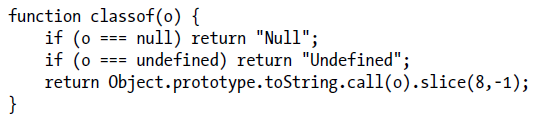 function classof(o) {
    if (o === null) return "Null";
    if (o === undefined) return "Undefined";
    return Object.prototype.toString.call(o).slice(8,-1);
}